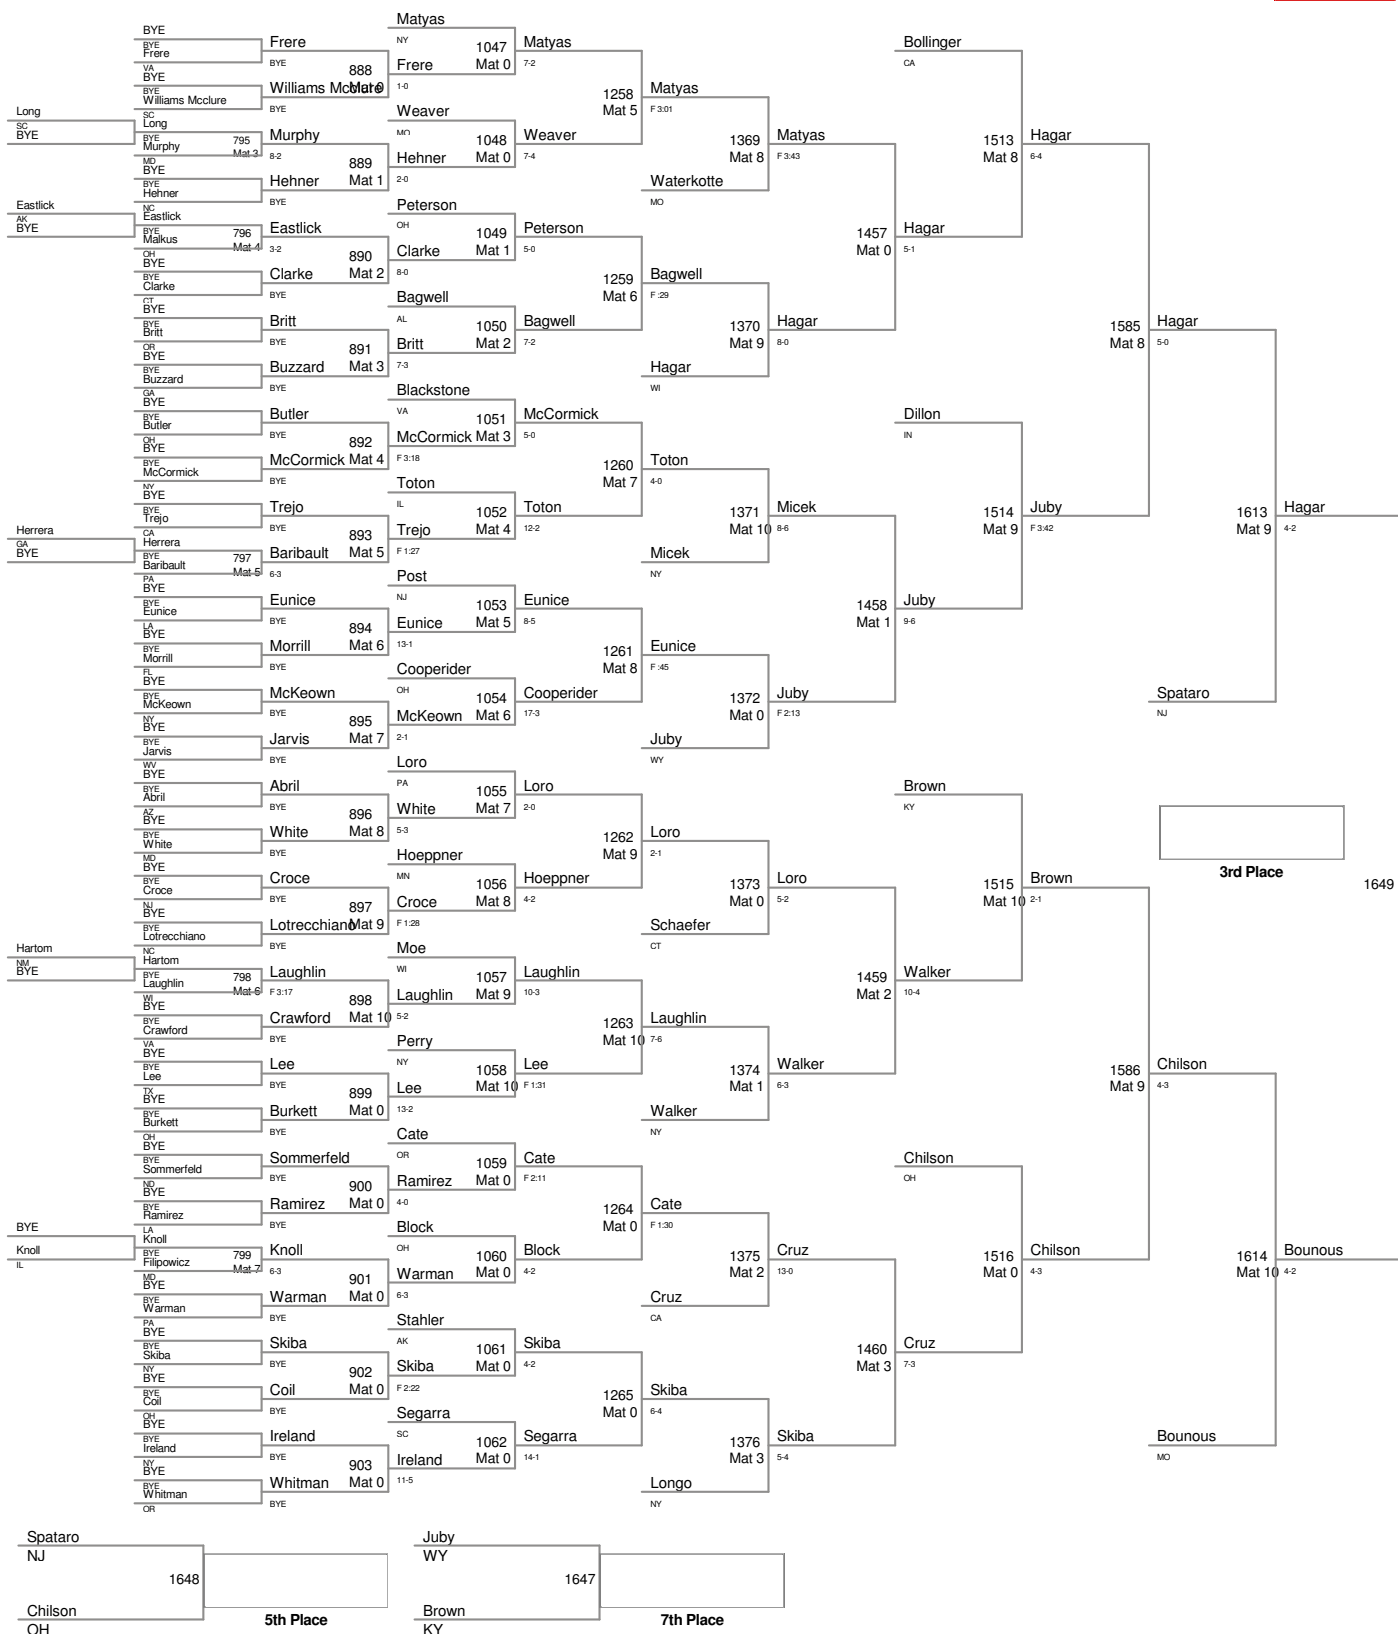 BYE
BYE
Frere
VA
BYE
BYE
Williams Mcclure
Long
SC
BYE
SC
Long
BYE
Murphy
795
Mat 3
MD
BYE
BYE
Hehner
Eastlick
AK
BYE
NC
Eastlick
BYE
Malkus
796
Mat 4
OH
BYE
BYE
Clarke
CT
BYE
BYE
Britt
OR
BYE
BYE
Buzzard
GA
BYE
BYE
Butler
OH
BYE
BYE
McCormick
NY
BYE
BYE
Trejo
Herrera
GA
BYE
CA
Herrera
BYE
Baribault
797
Mat 5
PA
BYE
BYE
Eunice
LA
BYE
BYE
Morrill
FL
BYE
BYE
McKeown
NY
BYE
BYE
Jarvis
WV
BYE
BYE
Abril
AZ
BYE
BYE
White
MD
BYE
BYE
Croce
NJ
BYE
BYE
Lotrecchiano
Hartom
NM
BYE
NC
Hartom
BYE
Laughlin
798
Mat 6
WI
BYE
BYE
Crawford
VA
BYE
BYE
Lee
TX
BYE
BYE
Burkett
OH
BYE
BYE
Sommerfeld
ND
BYE
BYE
Ramirez
BYE
Knoll
IL
LA
Knoll
BYE
Filipowicz
799
Mat 7
MD
BYE
BYE
Warman
PA
BYE
BYE
Skiba
NY
BYE
BYE
Coil
OH
BYE
BYE
Ireland
NY
BYE
BYE
Whitman
OR
Frere
BYE
888
Mat 0
Williams Mcclure
BYE
Murphy
8-2
889
Mat 1
Hehner
BYE
Eastlick
3-2
890
Mat 2
Clarke
BYE
Britt
BYE
891
Mat 3
Buzzard
BYE
Butler
BYE
892
Mat 4
McCormick
BYE
Trejo
BYE
893
Mat 5
Baribault
6-3
Eunice
BYE
894
Mat 6
Morrill
BYE
McKeown
BYE
895
Mat 7
Jarvis
BYE
Abril
BYE
896
Mat 8
White
BYE
Croce
BYE
897
Mat 9
Lotrecchiano
BYE
Laughlin
F 3:17
898
Mat 10
Crawford
BYE
Lee
BYE
899
Mat 0
Burkett
BYE
Sommerfeld
BYE
900
Mat 0
Ramirez
BYE
Knoll
6-3
901
Mat 0
Warman
BYE
Skiba
BYE
902
Mat 0
Coil
BYE
Ireland
BYE
903
Mat 0
Whitman
BYE
Matyas
NY
1047
Mat 0
Frere
1-0
Weaver
MO
1048
Mat 0
Hehner
2-0
Peterson
OH
1049
Mat 1
Clarke
8-0
Bagwell
AL
1050
Mat 2
Britt
7-3
Blackstone
VA
1051
Mat 3
McCormick
F 3:18
Toton
IL
1052
Mat 4
Trejo
F 1:27
Post
NJ
1053
Mat 5
Eunice
13-1
Cooperider
OH
1054
Mat 6
McKeown
2-1
Loro
PA
1055
Mat 7
White
5-3
Hoeppner
MN
1056
Mat 8
Croce
F 1:28
Moe
WI
1057
Mat 9
Laughlin
5-2
Perry
NY
1058
Mat 10
Lee
13-2
Cate
OR
1059
Mat 0
Ramirez
4-0
Block
OH
1060
Mat 0
Warman
6-3
Stahler
AK
1061
Mat 0
Skiba
F 2:22
Segarra
SC
1062
Mat 0
Ireland
11-5
Matyas
7-2
1258
Mat 5
Weaver
7-4
Peterson
5-0
1259
Mat 6
Bagwell
7-2
McCormick
5-0
1260
Mat 7
Toton
12-2
Eunice
8-5
1261
Mat 8
Cooperider
17-3
Loro
2-0
1262
Mat 9
Hoeppner
4-2
Laughlin
10-3
1263
Mat 10
Lee
F 1:31
Cate
F 2:11
1264
Mat 0
Block
4-2
Skiba
4-2
1265
Mat 0
Segarra
14-1
Matyas
F 3:01
1369
Mat 8
Waterkotte
MO
Bagwell
F :29
1370
Mat 9
Hagar
WI
Toton
4-0
1371
Mat 10
Micek
NY
Eunice
F :45
1372
Mat 0
Juby
WY
Loro
2-1
1373
Mat 0
Schaefer
CT
Laughlin
7-6
1374
Mat 1
Walker
NY
Cate
F 1:30
1375
Mat 2
Cruz
CA
Skiba
6-4
1376
Mat 3
Longo
NY
Matyas
F 3:43
1457
Mat 0
Hagar
8-0
Micek
8-6
1458
Mat 1
Juby
F 2:13
Loro
5-2
1459
Mat 2
Walker
6-3
Cruz
13-0
1460
Mat 3
Skiba
5-4
Bollinger
CA
1513
Mat 8
Hagar
5-1
Dillon
IN
1514
Mat 9
Juby
9-6
Brown
KY
1515
Mat 10
Walker
10-4
Chilson
OH
1516
Mat 0
Cruz
7-3
Hagar
6-4
1585
Mat 8
Juby
F 3:42
Brown
2-1
1586
Mat 9
Chilson
4-3
Hagar
5-0
1613
Mat 9
Spataro
NJ
Chilson
4-3
1614
Mat 10
Bounous
MO
Hagar
4-2
3rd Place
1649
Bounous
4-2
Spataro
NJ
1648
Chilson
OH
5th Place
Juby
WY
1647
Brown
KY
7th Place